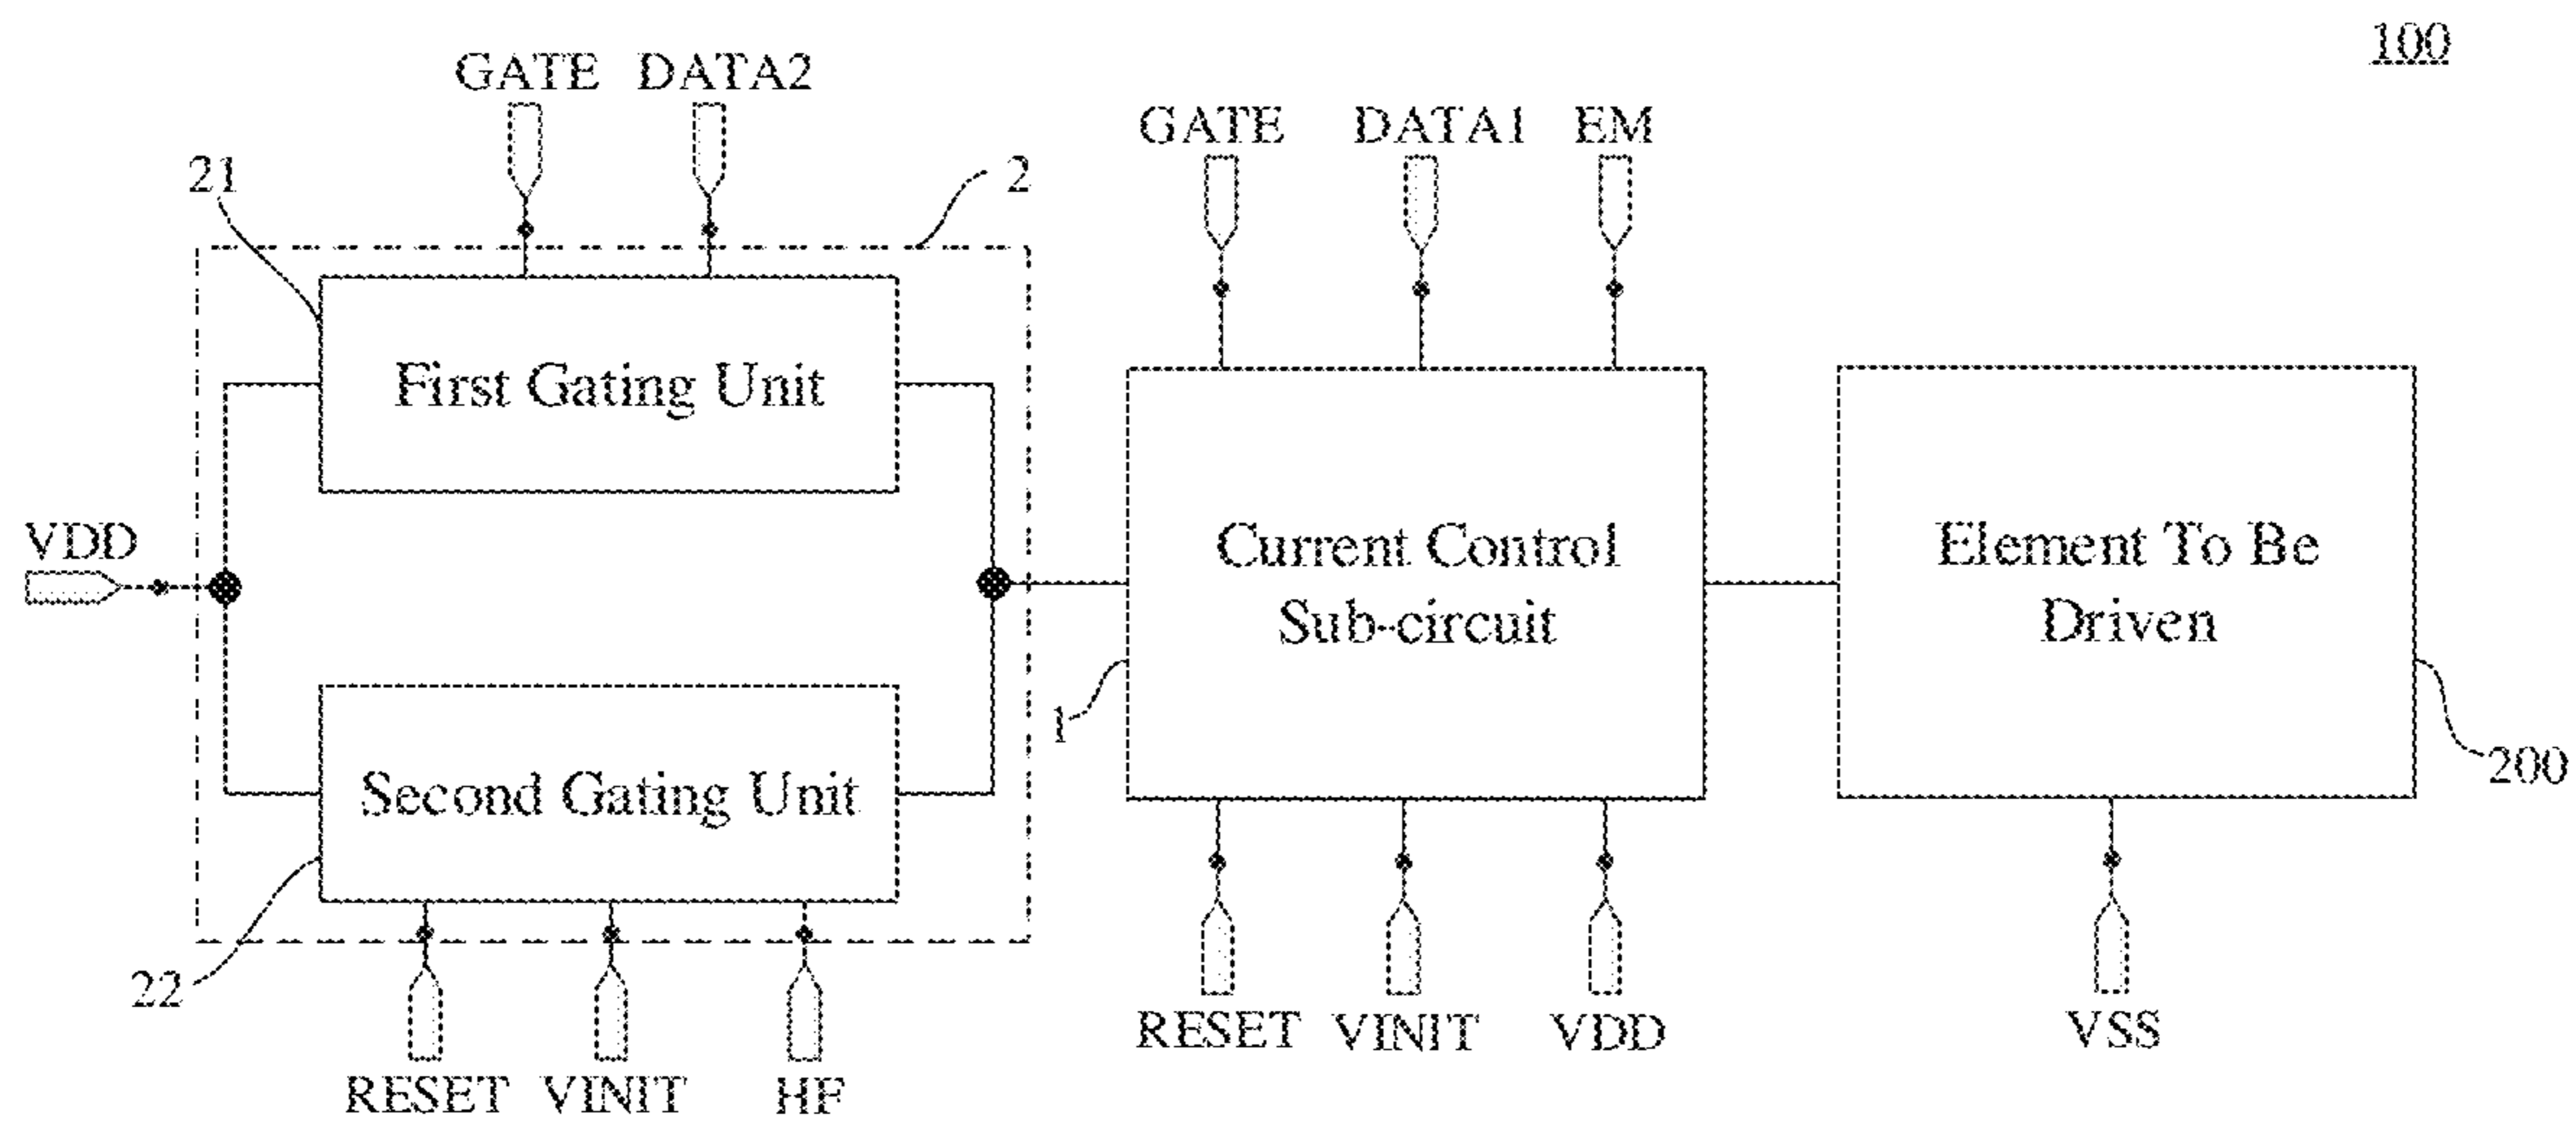 100
GATE DATA2
GATE DATA1 EM
21
2
First Gating Unit
VDD
Current Control
Sub-circuit
Element To Be
Driven
1
200
Second Gating Unit
22
RESET VINIT HF
RESET VINIT VDD
VSS